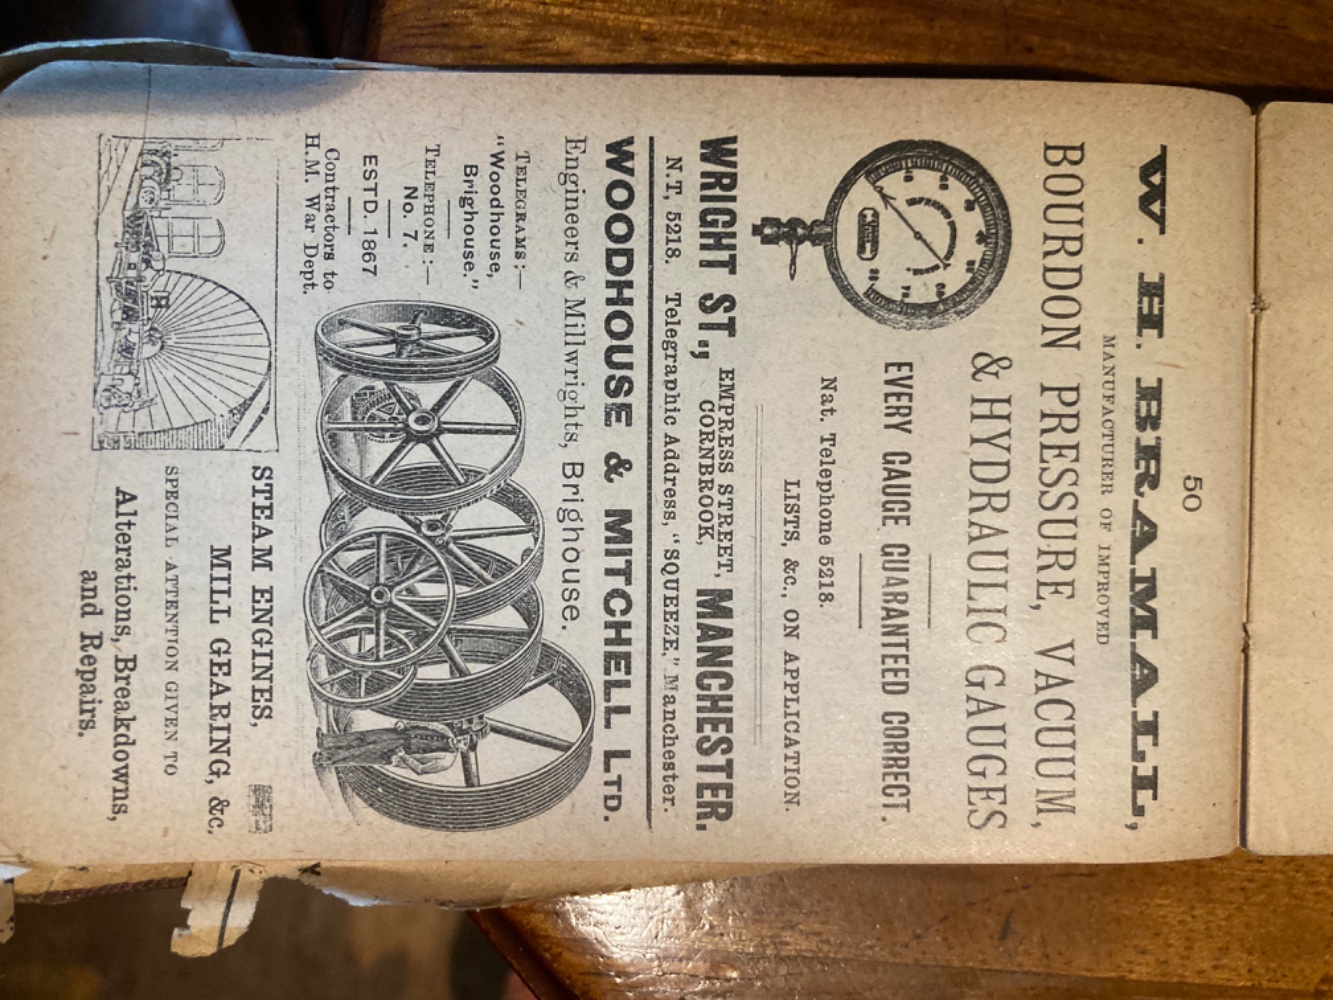 50
W. H. BRAMALL,
MANUFACTURER OF IMPROVED
BOURDON PRESSURE, VACUUM,
& HYDRAULIC GAUGES
EVERY GAUGE GUARANTEED CORRECT.
Nat. Telephone 5218.
LISTS, &c., ON APPLICATION.
WRIGHT ST., EMPRESS STREET, CORNBROOK, MANCHESTER.
N.T, 5218. Telegraphic Address, "SQUEEZE," Manchester.
WOODHOUSE & MITCHELL LTD.
Engineers & Millwrights, Brighouse.
TELEGRAMS:—
"Woodhouse,
Brighouse."
TELEPHONE:—
No. 7.
ESTD. 1867
Contractors to
H.M. War Dept.
STEAM ENGINES,
MILL GEARING, &c.
SPECIAL ATTENTION GIVEN TO
Alterations, Breakdowns,
and Repairs.